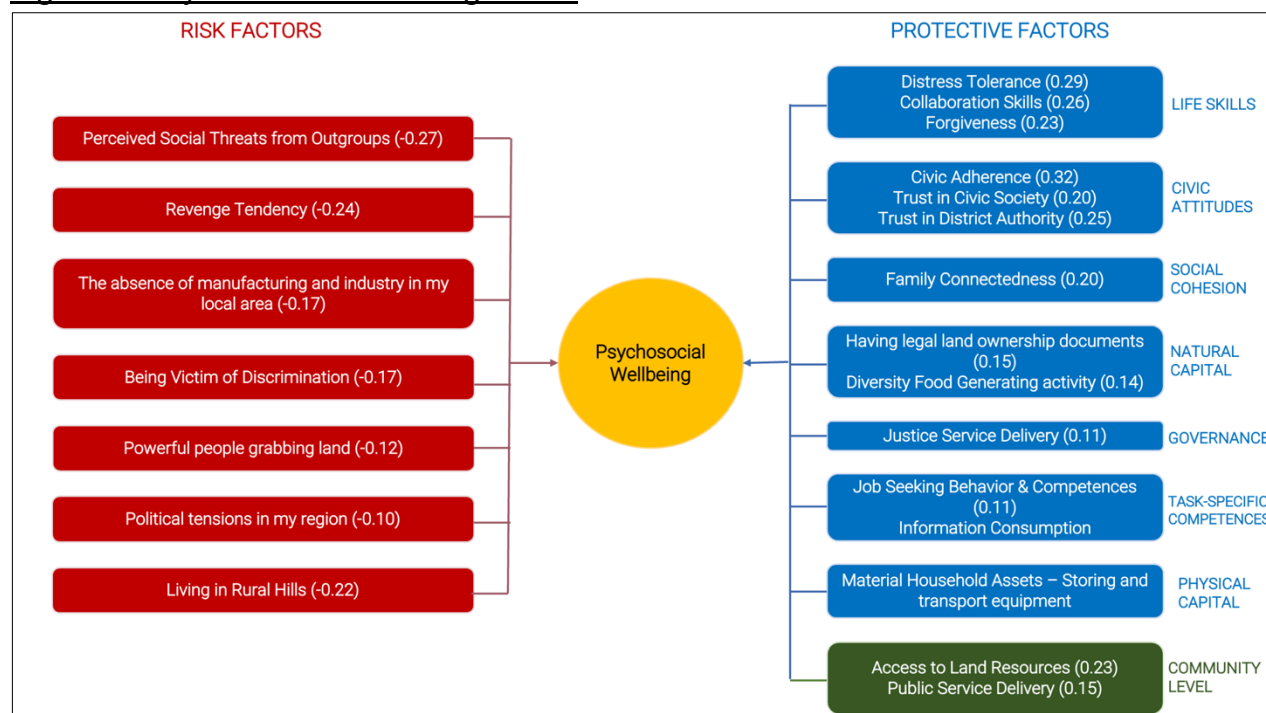 RISK FACTORS
Perceived Social Threats from Outgroups (-0.27)
Revenge Tendency (-0.24)
The absence of manufacturing and industry in my
local area (-0.17)
Being Victim of Discrimination (-0.17)
Powerful people grabbing land (-0.12)
Political tensions in my region (-0.10)
Living in Rural Hills (-0.22)
Psychosocial
Wellbeing
PROTECTIVE FACTORS
Distress Tolerance (0.29)
Collaboration Skills (0.26)
Forgiveness (0.23)
LIFE SKILLS
Civic Adherence (0.32)
Trust in Civic Society (0.20)
Trust in District Authority (0.25)
CIVIC
ATTITUDES
Family Connectedness (0.20)
SOCIAL
COHESION
Having legal land ownership documents
(0.15)
Diversity Food Generating activity (0.14)
NATURAL
CAPITAL
Justice Service Delivery (0.11)
GOVERNANCE
Job Seeking Behavior & Competences
(0.11)
Information Consumption
TASK-SPECIFIC
COMPETENCES
Material Household Assets – Storing and
transport equipment
PHYSICAL
CAPITAL
Access to Land Resources (0.23)
Public Service Delivery (0.15)
COMMUNITY
LEVEL